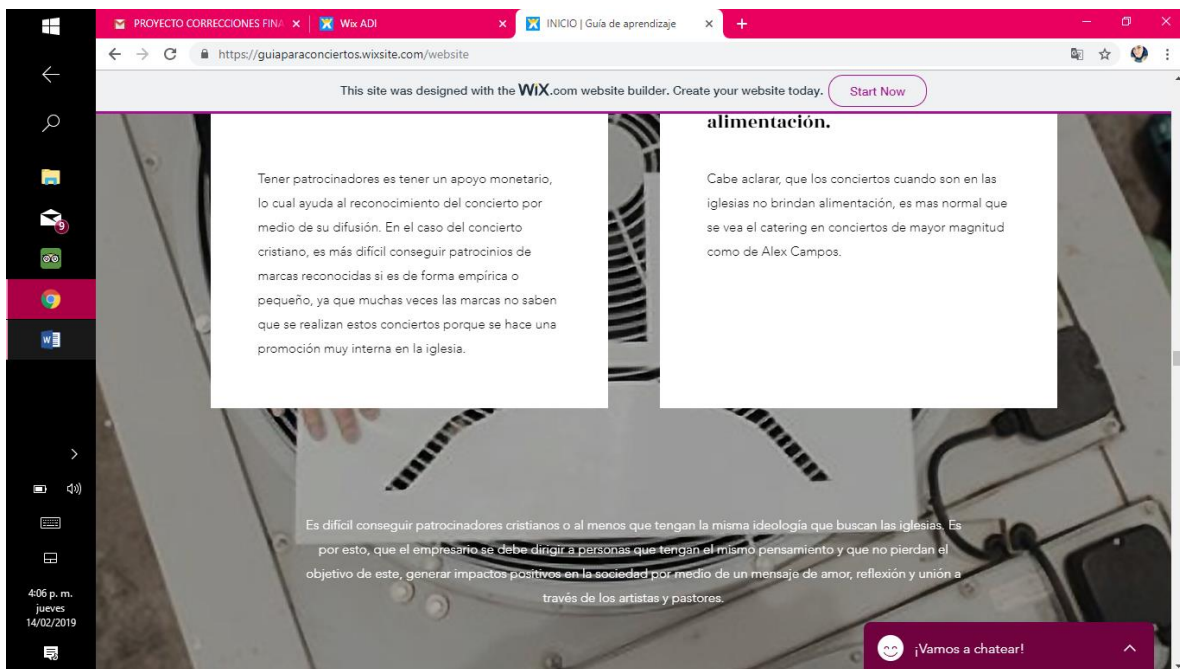 PROYECTO CORRECCIONES FINA
Wix ADI
INICIO | Guía de aprendizaje
https://guiaparaconciertos.wixsite.com/website
This site was designed with the WiX.com website builder. Create your website today.
Start Now
alimentación.
Tener patrocinadores es tener un apoyo monetario,
lo cual ayuda al reconocimiento del concierto por
medio de su difusión. En el caso del concierto
cristiano, es más difícil conseguir patrocinios de
marcas reconocidas si es de forma empírica o
pequeño, ya que muchas veces las marcas no saben
que se realizan estos conciertos porque se hace una
promoción muy interna en la iglesia.
Cabe aclarar, que los conciertos cuando son en las
iglesias no brindan alimentación, es mas normal que
se vea el catering en conciertos de mayor magnitud
como de Alex Campos.
Es difícil conseguir patrocinadores cristianos o al menos que tengan la misma ideología que buscan las iglesias. Es
por esto, que el empresario se debe dirigir a personas que tengan el mismo pensamiento y que no pierdan el
objetivo de este, generar impactos positivos en la sociedad por medio de un mensaje de amor, reflexión y unión a
través de los artistas y pastores.
¡Vamos a chatear!
9
4:06 p. m.
jueves
14/02/2019